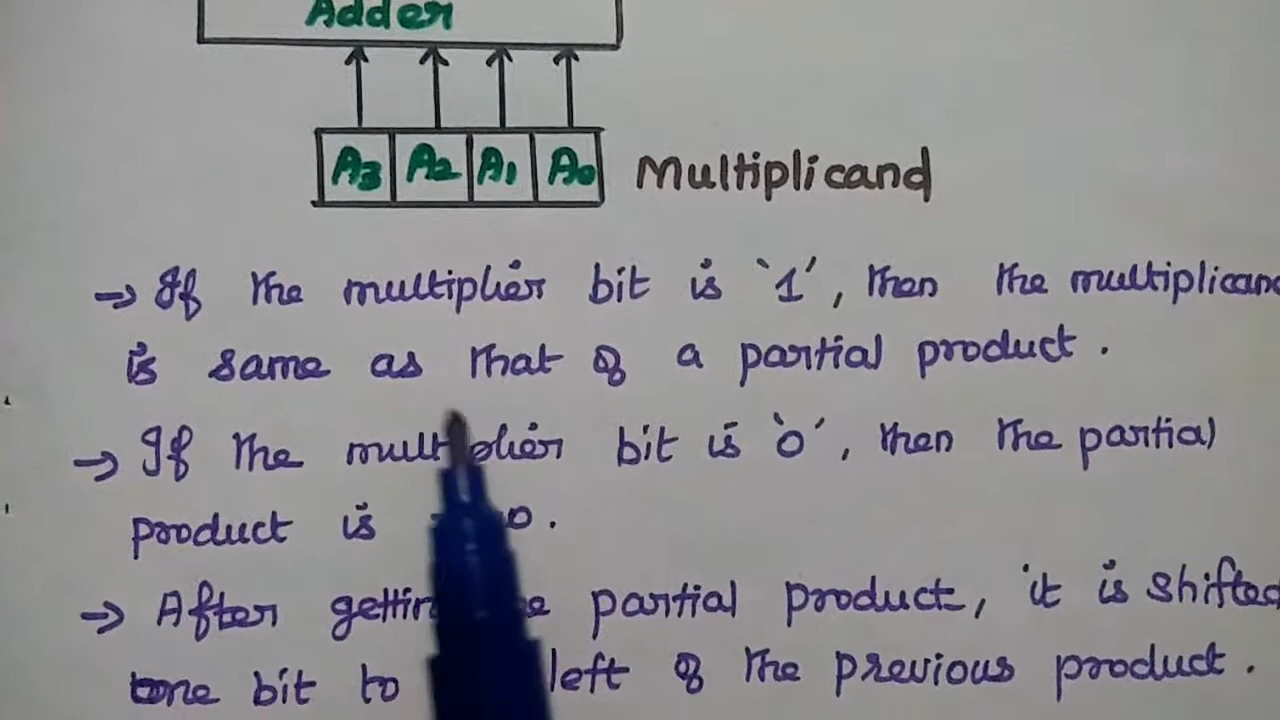 Adder
A3 A2 A1 A0 Multiplicand
→ If the multiplier bit is '1', then the multiplicand
is same as that of a partial product.
→ If the multiplier bit is '0', then the partial
product is
→ After the partial product, it is shifted
one bit to left of the previous product.